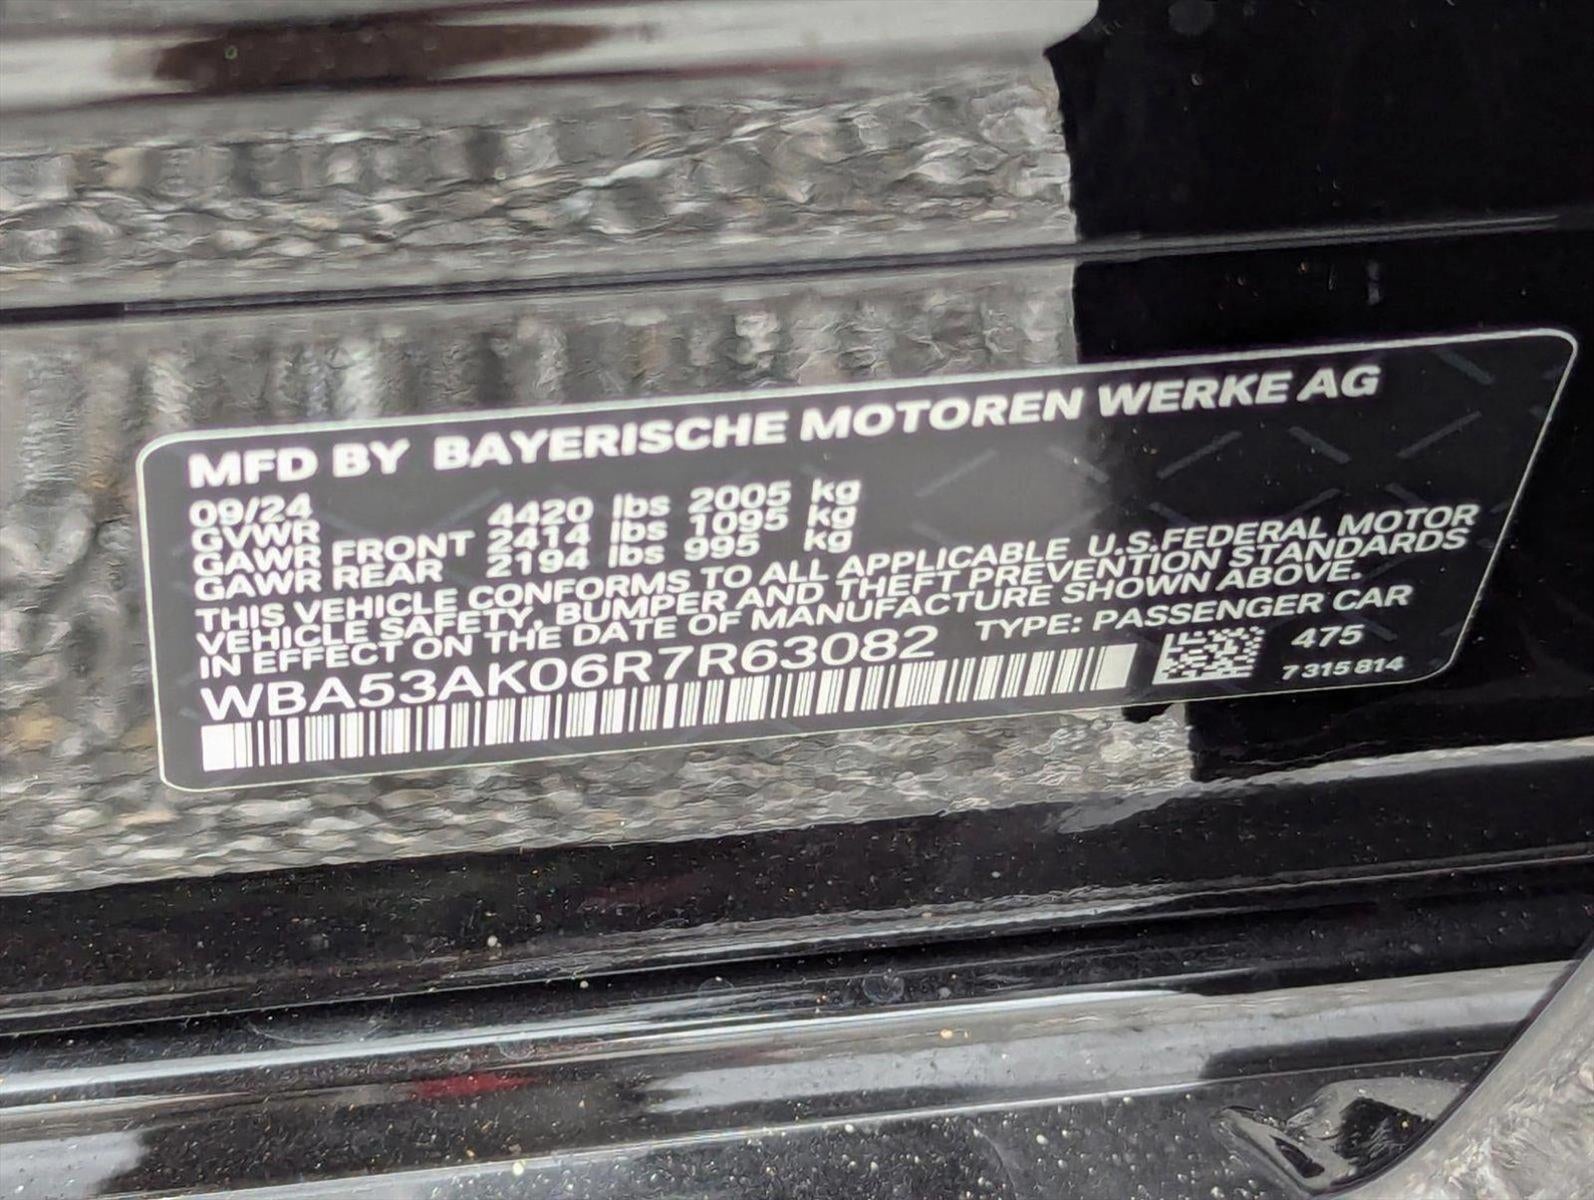 MFD BY BAYERISCHE MOTOREN WERKE AG
09/24
GVWR 4420 lbs 2005 kg
GAWR FRONT 2414 lbs 1095 kg
GAWR REAR 2194 lbs 995 kg
THIS VEHICLE CONFORMS TO ALL APPLICABLE U.S.FEDERAL MOTOR
VEHICLE SAFETY, BUMPER AND THEFT PREVENTION STANDARDS
IN EFFECT ON THE DATE OF MANUFACTURE SHOWN ABOVE.
WBA53AK06R7R63082 TYPE: PASSENGER CAR
475
7 315 814